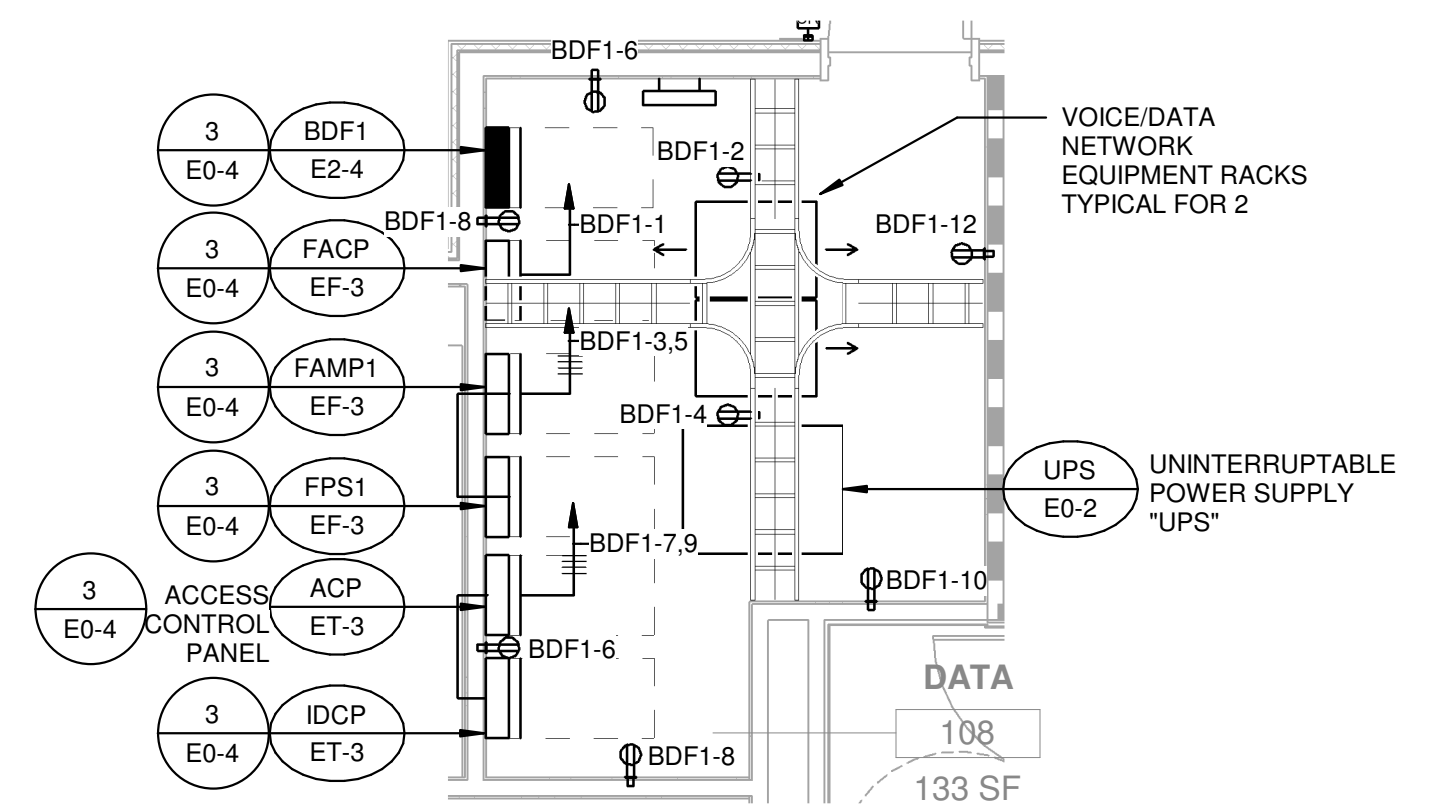 BDF1-6
3
E0-4
BDF1
E2-4
BDF1-2
VOICE/DATA
NETWORK
EQUIPMENT RACKS
TYPICAL FOR 2
BDF1-8
BDF1-1
BDF1-12
3
E0-4
FACP
EF-3
BDF1-3,5
3
E0-4
FAMP1
EF-3
BDF1-4
3
E0-4
FPS1
EF-3
UPS
E0-2
UNINTERRUPTABLE
POWER SUPPLY
"UPS"
BDF1-7,9
BDF1-10
3
E0-4
ACCESS
CONTROL
PANEL
ACP
ET-3
BDF1-6
3
E0-4
IDCP
ET-3
BDF1-8
DATA
108
133 SF